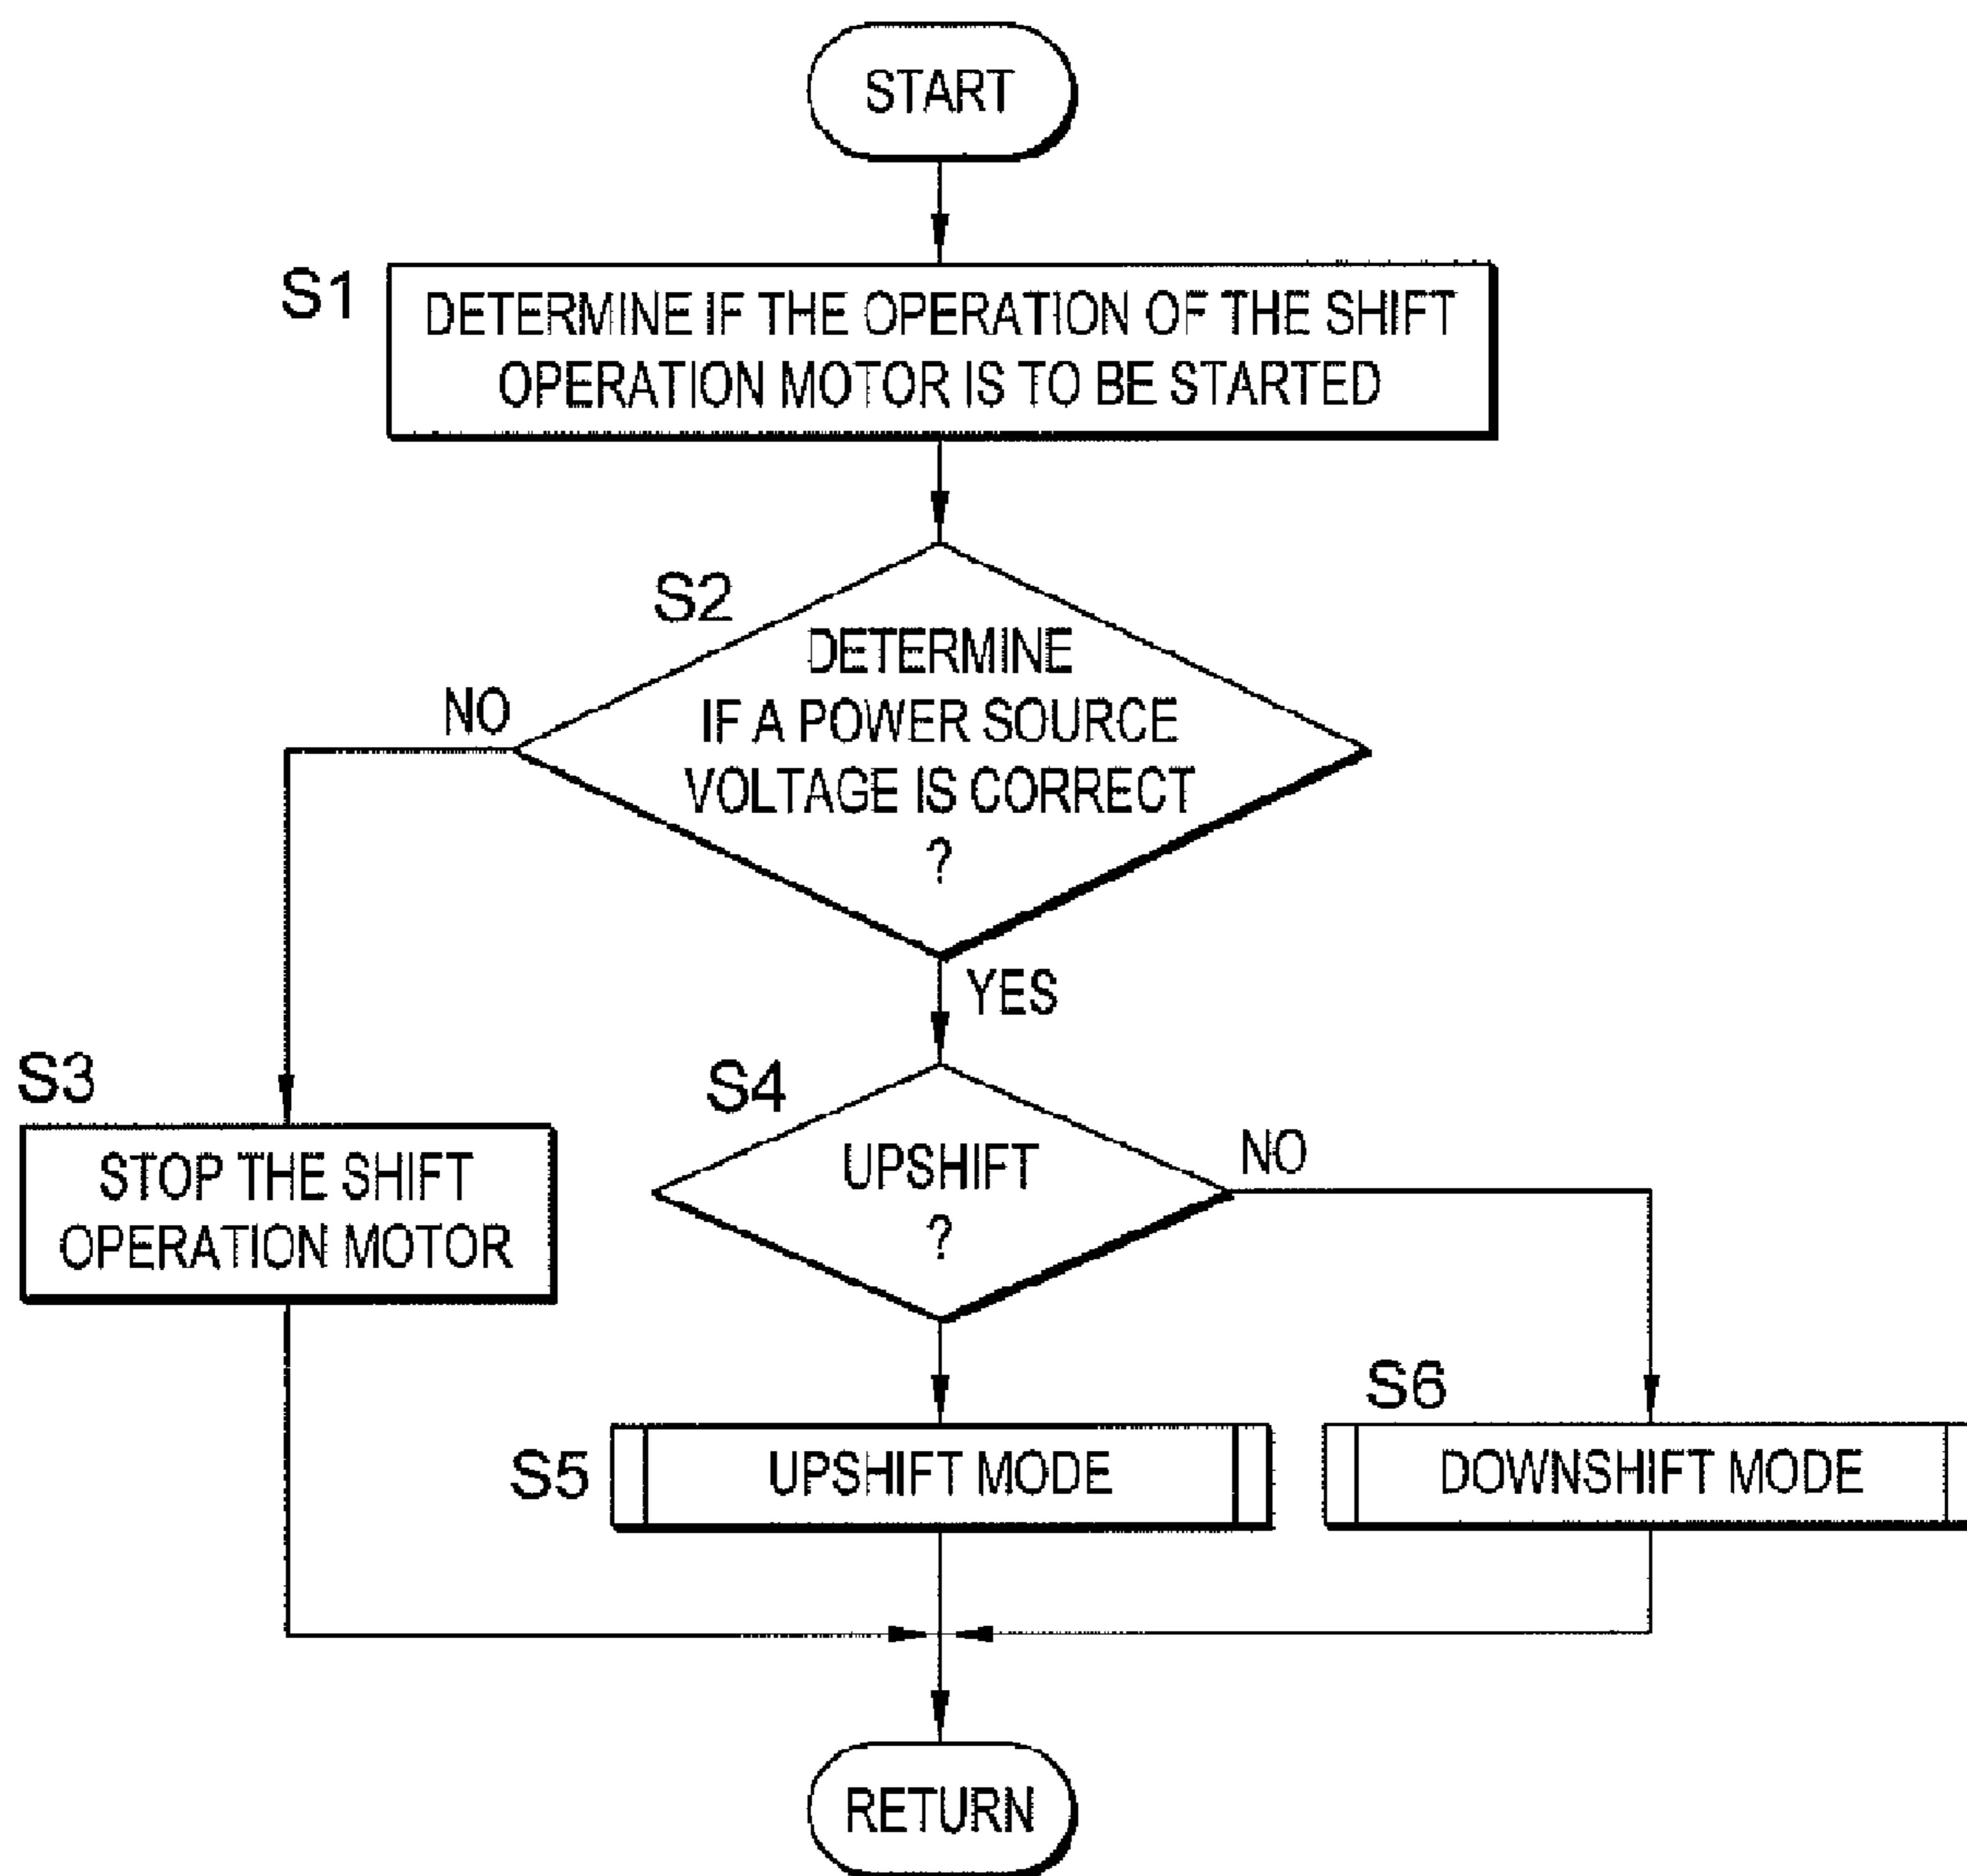 START
S1
DETERMINE IF THE OPERATION OF THE SHIFT
OPERATION MOTOR IS TO BE STARTED
S2
DETERMINE
IF A POWER SOURCE
VOLTAGE IS CORRECT
?
NO
YES
S3
STOP THE SHIFT
OPERATION MOTOR
S4
UPSHIFT
?
NO
S5
UPSHIFT MODE
S6
DOWNSHIFT MODE
RETURN